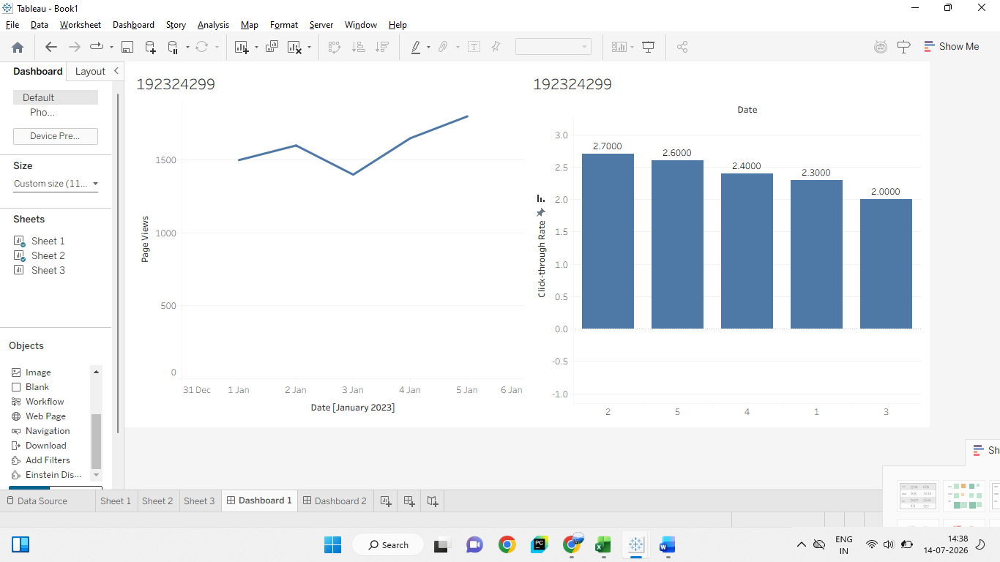 Tableau - Book1
File Data Worksheet Dashboard Story Analysis Map Format Server Window Help
Show Me
Dashboard Layout
Default
Pho...
Device Pre...
Size
Custom size (11...
Sheets
Sheet 1
Sheet 2
Sheet 3
Objects
Image
Blank
Workflow
Web Page
Navigation
Download
Add Filters
Einstein Dis...
192324299
Page Views
1500
1000
500
0
31 Dec 1 Jan 2 Jan 3 Jan 4 Jan 5 Jan 6 Jan
Date [January 2023]
192324299
Date
Click-through Rate
3.0
2.5
2.0
1.5
1.0
0.5
0.0
-0.5
-1.0
2.7000 2.6000 2.4000 2.3000 2.0000
2 5 4 1 3
Sh
Data Source Sheet 1 Sheet 2 Sheet 3 Dashboard 1 Dashboard 2
Search
ENG
IN
14:38
14-07-2026